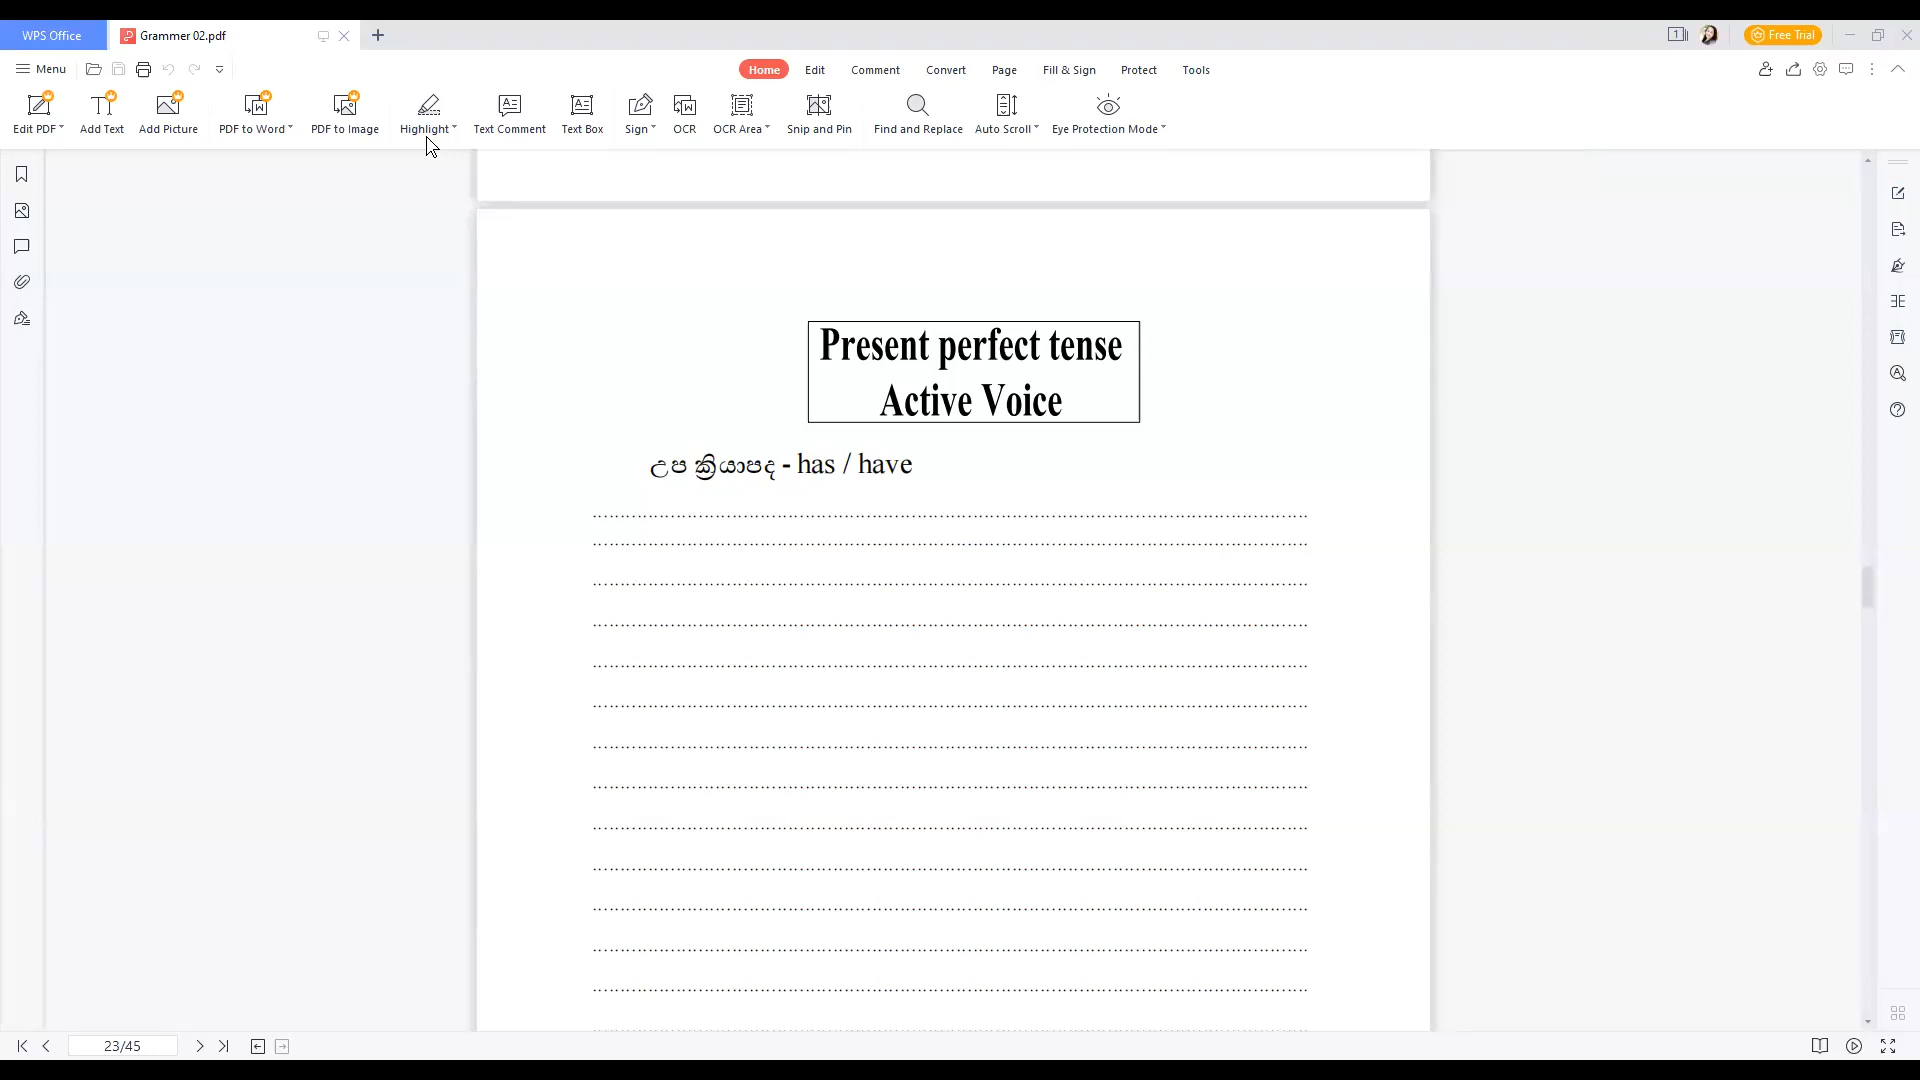 WPS Office
Grammer 02.pdf
Free Trial
Menu
Home Edit Comment Convert Page Fill & Sign Protect Tools
Edit PDF Add Text Add Picture PDF to Word PDF to Image Highlight Text Comment Text Box Sign OCR OCR Area Snip and Pin Find and Replace Auto Scroll Eye Protection Mode
Present perfect tense
Active Voice
උප ක්‍රියාපද - has / have
23/45